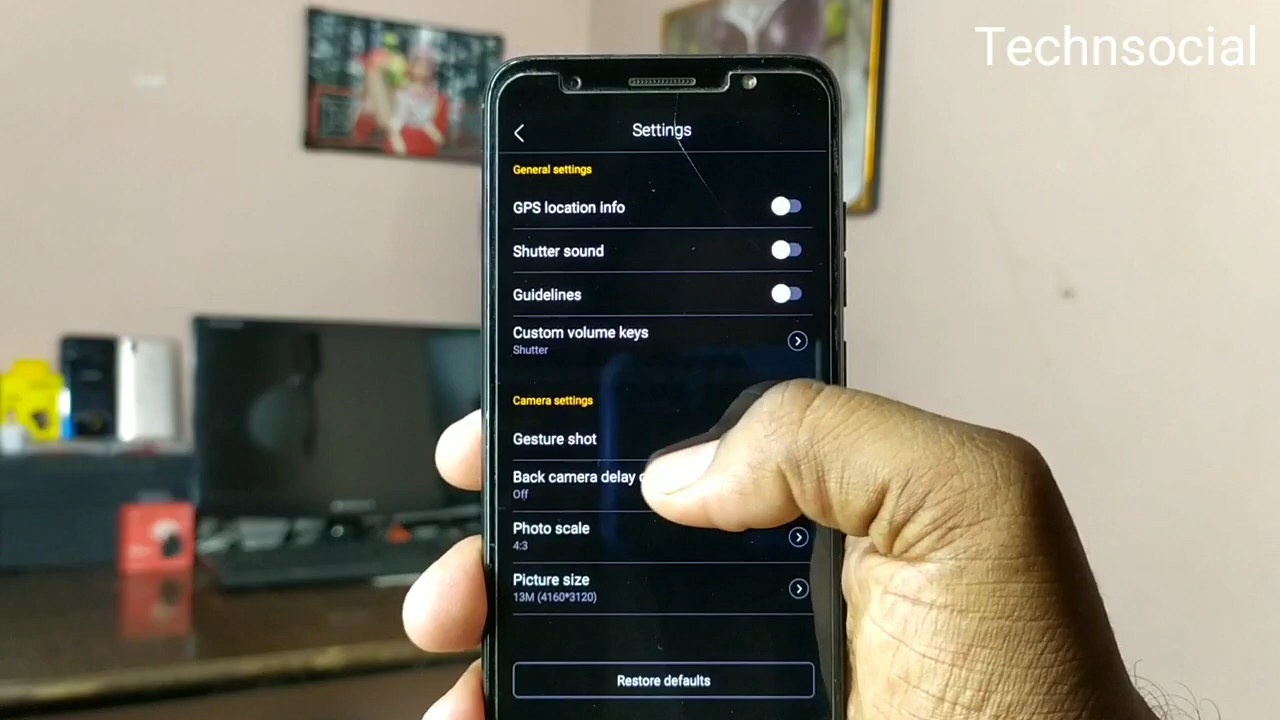 Technsocial
Settings
General settings
GPS location info
Shutter sound
Guidelines
Custom volume keys
Shutter
Camera settings
Gesture shot
Back camera delay
Off
Photo scale
4:3
Picture size
13M (4160*3120)
Restore defaults